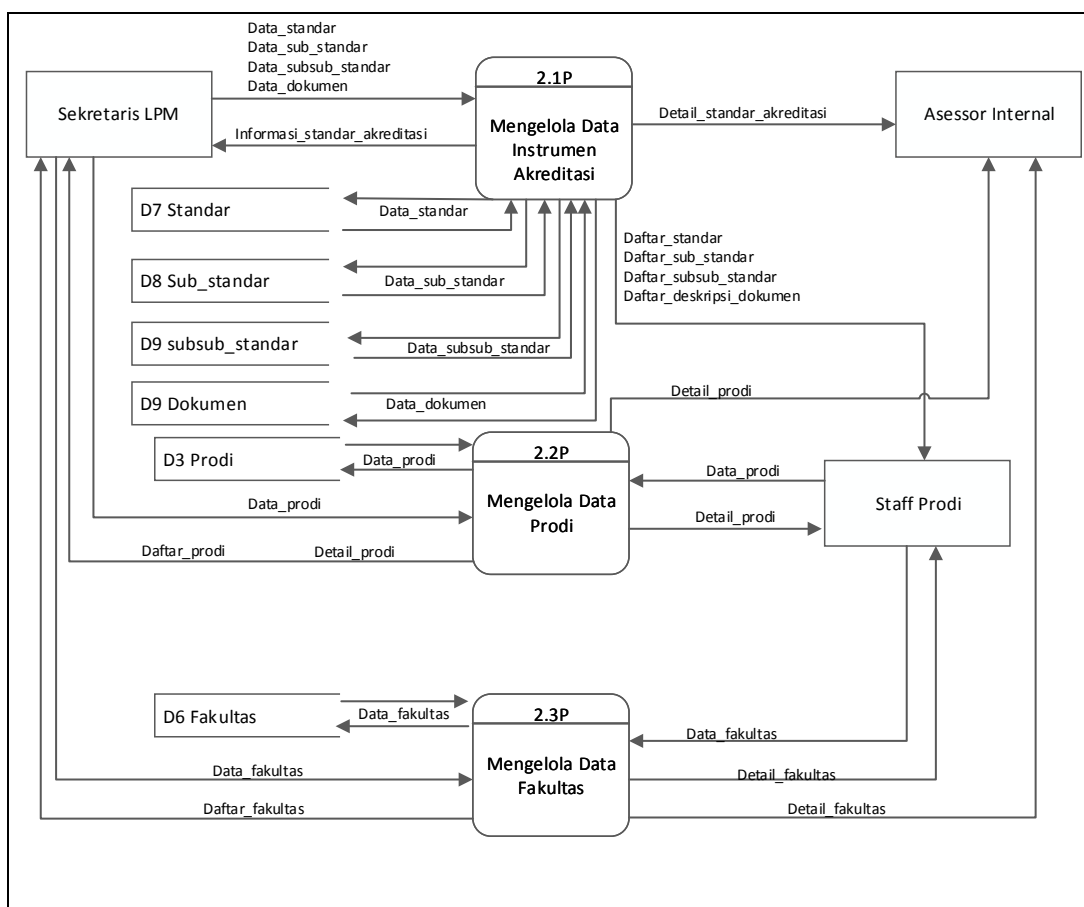 Data_standar
Data_sub_standar
Data_subsub_standar
Data_dokumen
Sekretaris LPM
2.1P
Mengelola Data
Instrumen
Akreditasi
Detail_standar_akreditasi
Asessor Internal
Informasi_standar_akreditasi
D7 Standar
Data_standar
D8 Sub_standar
Data_sub_standar
Daftar_standar
Daftar_sub_standar
Daftar_subsub_standar
Daftar_deskripsi_dokumen
D9 subsub_standar
Data_subsub_standar
D9 Dokumen
Data_dokumen
Detail_prodi
D3 Prodi
Data_prodi
2.2P
Mengelola Data
Prodi
Data_prodi
Staff Prodi
Data_prodi
Detail_prodi
Daftar_prodi
Detail_prodi
D6 Fakultas
Data_fakultas
2.3P
Mengelola Data
Fakultas
Data_fakultas
Data_fakultas
Detail_fakultas
Daftar_fakultas
Detail_fakultas